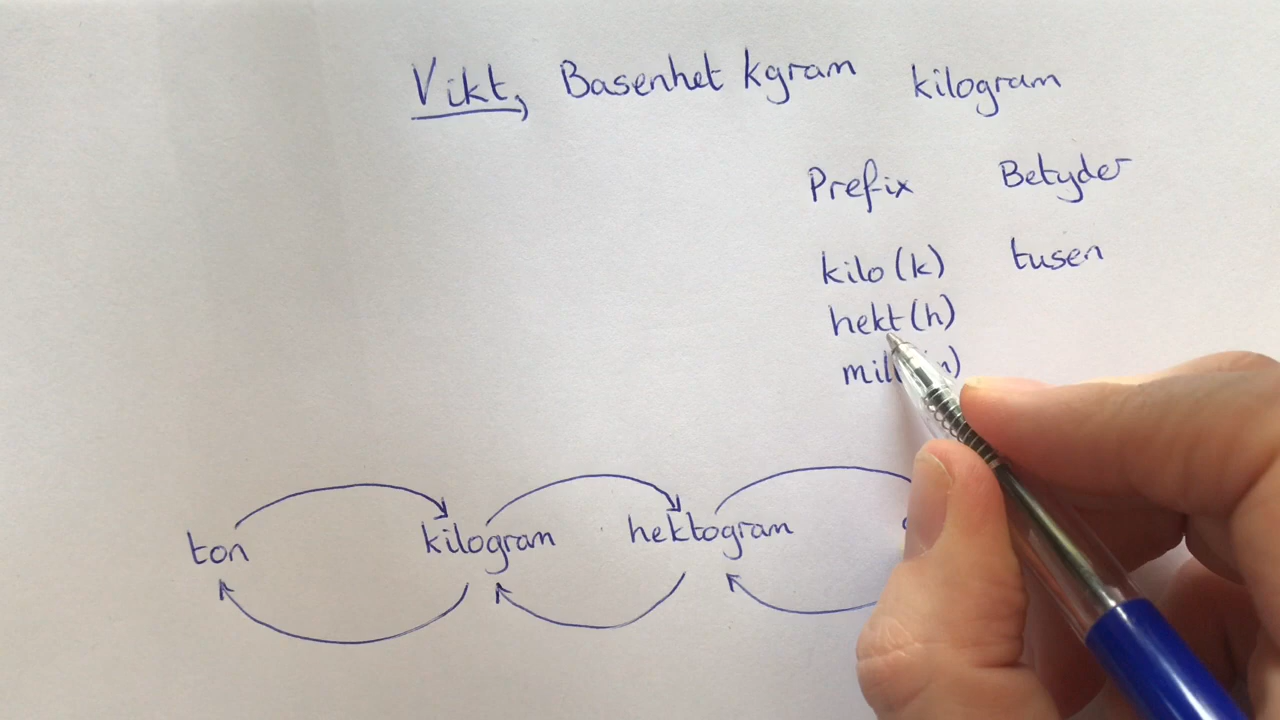 Vikt, Basenhet kgram kilogram
Prefix Betyder
kilo (k) tusen
hekt (h)
ton kilogram hektogram